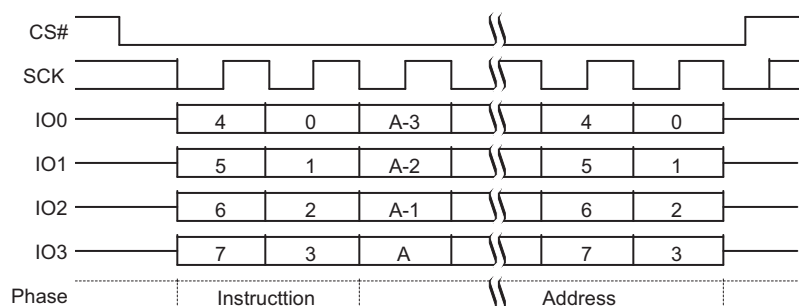 CS#
SCK
IO0 4 0 A-3 4 0
IO1 5 1 A-2 5 1
IO2 6 2 A-1 6 2
IO3 7 3 A 7 3
Phase Instructtion Address